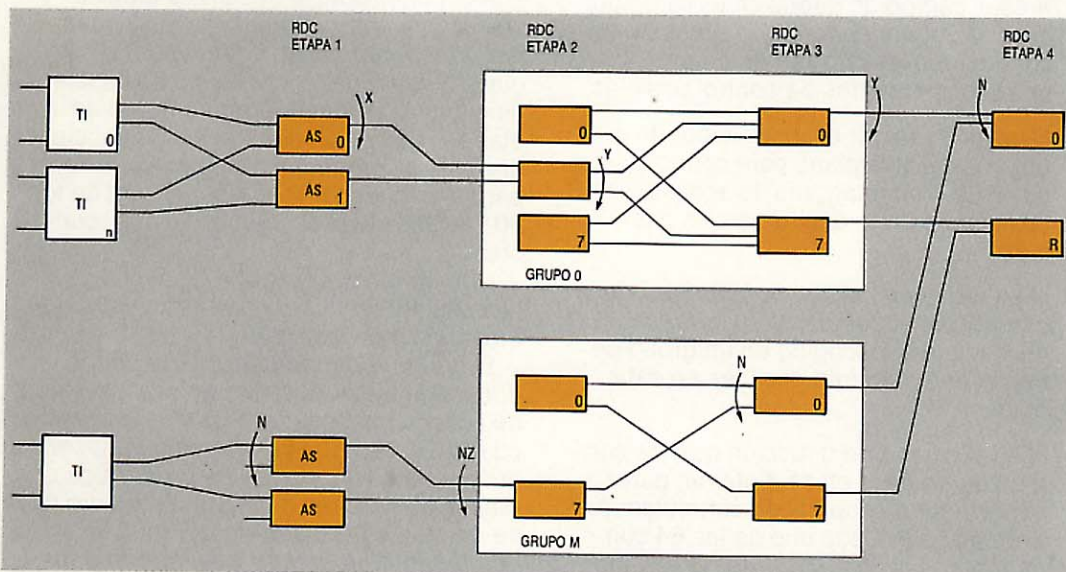 RDC
ETAPA 1
RDC
ETAPA 2
RDC
ETAPA 3
RDC
ETAPA 4
TI
0
TI
n
AS
0
AS
1
X
0
Y
7
0
7
Y
N
0
R
GRUPO 0
TI
N
AS
AS
NZ
0
7
N
0
7
GRUPO M